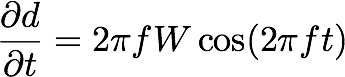 ∂d/∂t = 2πfW cos(2πft)